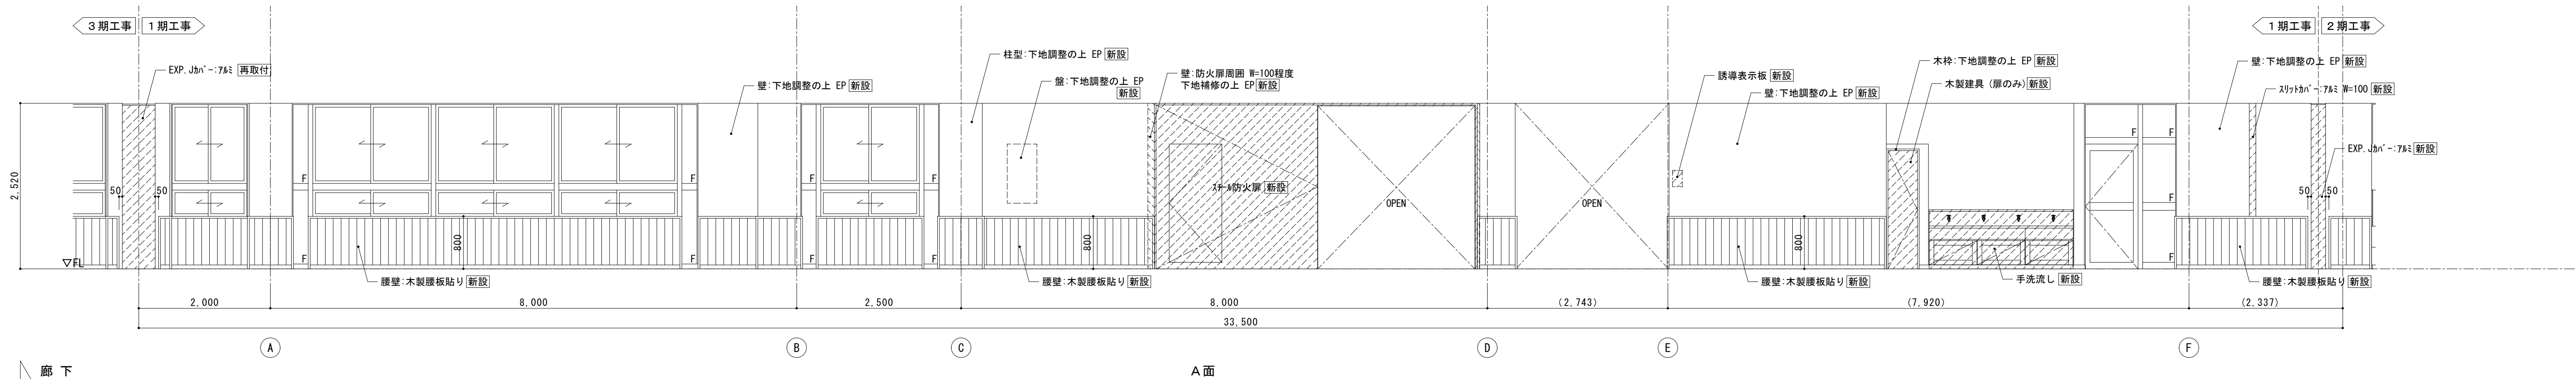 3期工事 1期工事
1期工事 2期工事
EXP.Jｶﾊﾞｰ:ｱﾙﾐ 再取付
壁:下地調整の上 EP 新設
柱型:下地調整の上 EP 新設
盤:下地調整の上 EP
新設
壁:防火扉周囲 W=100程度
下地補修の上 EP 新設
誘導表示板 新設
壁:下地調整の上 EP 新設
木枠:下地調整の上 EP 新設
木製建具 (扉のみ) 新設
壁:下地調整の上 EP 新設
ｽﾘｯﾄｶﾊﾞｰ:ｱﾙﾐ W=100 新設
EXP.Jｶﾊﾞｰ:ｱﾙﾐ 新設
2,520
50 50
F F F F
F F F
F F F F
ｽﾁｰﾙ防火扉 新設
OPEN
OPEN
50 50
800
800
800
▽FL
F F F F F
腰壁:木製腰板貼り 新設
腰壁:木製腰板貼り 新設
腰壁:木製腰板貼り 新設
手洗流し 新設
腰壁:木製腰板貼り 新設
2,000 8,000 2,500 8,000 (2,743) (7,920) (2,337)
33,500
A B C D E F
廊 下
A面